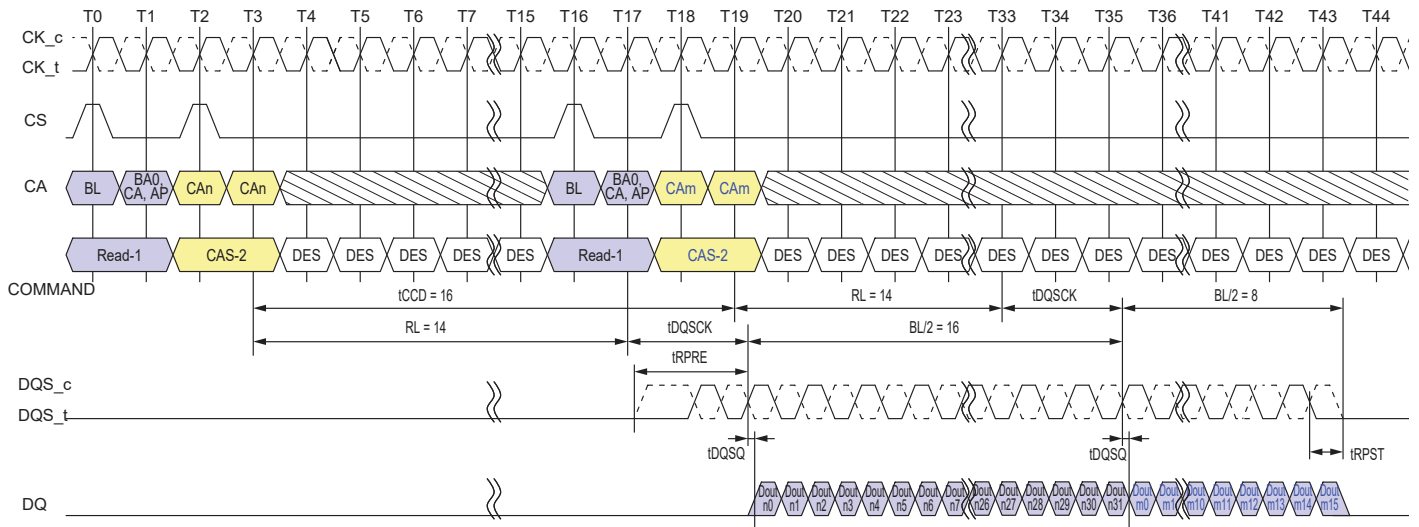 T0 T1 T2 T3 T4 T5 T6 T7 T15 T16 T17 T18 T19 T20 T21 T22 T23 T33 T34 T35 T36 T41 T42 T43 T44
CK_c
CK_t
CS
CA BL BA0, CA, AP CAn CAn BL BA0, CA, AP CAm CAm
Read-1 CAS-2 DES DES DES DES DES Read-1 CAS-2 DES DES DES DES DES DES DES DES DES DES DES DES
COMMAND
tCCD = 16 RL = 14 tDQSCK BL/2 = 8
RL = 14 tDQSCK BL/2 = 16
tRPRE
DQS_c
DQS_t
tDQSQ tDQSQ tRPST
DQ Dout n0 Dout n1 Dout n2 Dout n3 Dout n4 Dout n5 Dout n6 Dout n7 Dout n26 Dout n27 Dout n28 Dout n29 Dout n30 Dout n31 Dout m0 Dout m1 Dout m10 Dout m11 Dout m12 Dout m13 Dout m14 Dout m15